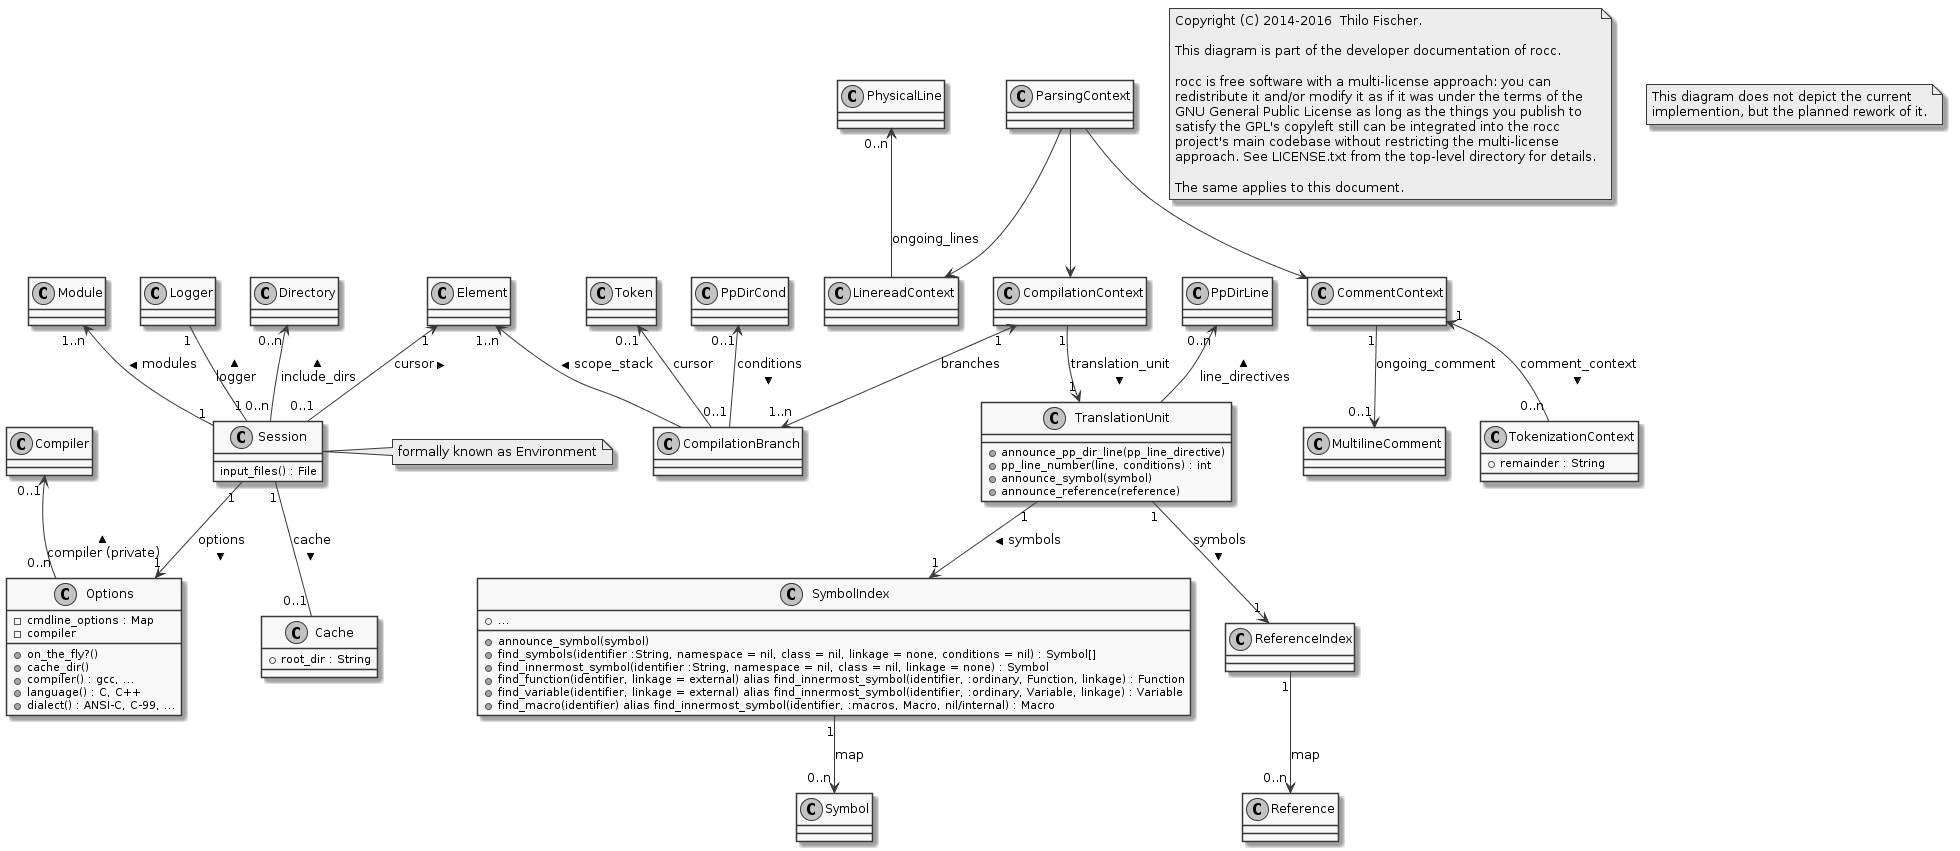 Copyright (C) 2014-2016  Thilo Fischer.
This diagram is part of the developer documentation of rocc.
rocc is free software with a multi-license approach: you can
redistribute it and/or modify it as if it was under the terms of the
GNU General Public License as long as the things you publish to
satisfy the GPL's copyleft still can be integrated into the rocc
project's main codebase without restricting the multi-license
approach. See LICENSE.txt from the top-level directory for details.
The same applies to this document.
This diagram does not depict the current
implemention, but the planned rework of it.
C PhysicalLine
C ParsingContext
0..n
ongoing_lines
C Module
C Logger
C Directory
C Element
C Token
C PpDirCond
C LinereadContext
C CompilationContext
C PpDirLine
C CommentContext
1..n
1
0..n
1
1..n
0..1
0..1
1
1
0..n
1
1
◄ modules
▲
logger
▲
include_dirs
cursor ►
◄ scope_stack
cursor
conditions
▼
branches
translation_unit
▼
▲
line_directives
ongoing_comment
comment_context
▼
1
1
0..n
0..1
0..1
1..n
1
0..1
0..n
C Compiler
C Session
input_files() : File
formally known as Environment
C CompilationBranch
C TranslationUnit
announce_pp_dir_line(pp_line_directive)
pp_line_number(line, conditions) : int
announce_symbol(symbol)
announce_reference(reference)
C MultilineComment
C TokenizationContext
remainder : String
0..1
1
1
1
1
▲
compiler (private)
options
▼
cache
▼
◄ symbols
symbols
▼
0..n
1
0..1
1
1
C Options
cmdline_options : Map
compiler
on_the_fly?()
cache_dir()
compiler() : gcc, ...
language() : C, C++
dialect() : ANSI-C, C-99, ...
C Cache
root_dir : String
C SymbolIndex
...
announce_symbol(symbol)
find_symbols(identifier :String, namespace = nil, class = nil, linkage = none, conditions = nil) : Symbol[]
find_innermost_symbol(identifier :String, namespace = nil, class = nil, linkage = none) : Symbol
find_function(identifier, linkage = external) alias find_innermost_symbol(identifier, :ordinary, Function, linkage) : Function
find_variable(identifier, linkage = external) alias find_innermost_symbol(identifier, :ordinary, Variable, linkage) : Variable
find_macro(identifier) alias find_innermost_symbol(identifier, :macros, Macro, nil/internal) : Macro
C ReferenceIndex
1
1
map
map
0..n
0..n
C Symbol
C Reference